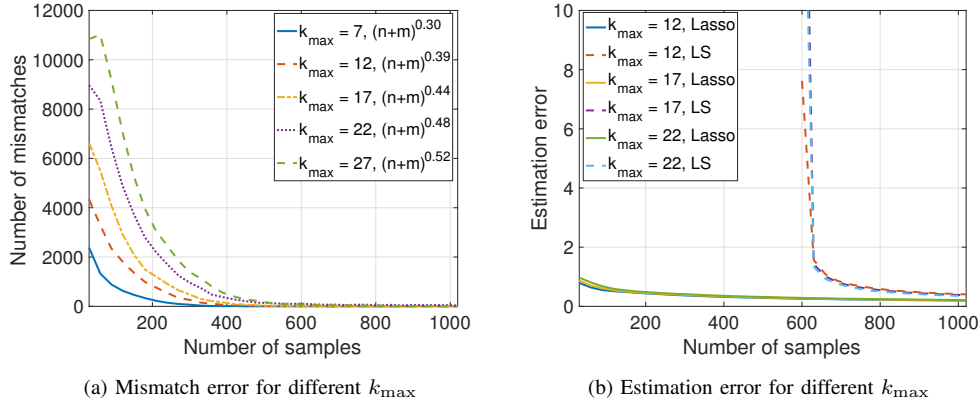 12000
10000
8000
6000
4000
2000
0
200
400
600
800
1000
Number of mismatches
Number of samples
k_max = 7, (n+m)^0.30
k_max = 12, (n+m)^0.39
k_max = 17, (n+m)^0.44
k_max = 22, (n+m)^0.48
k_max = 27, (n+m)^0.52
(a) Mismatch error for different k_max
10
8
6
4
2
0
200
400
600
800
1000
Estimation error
Number of samples
k_max = 12, Lasso
k_max = 12, LS
k_max = 17, Lasso
k_max = 17, LS
k_max = 22, Lasso
k_max = 22, LS
(b) Estimation error for different k_max